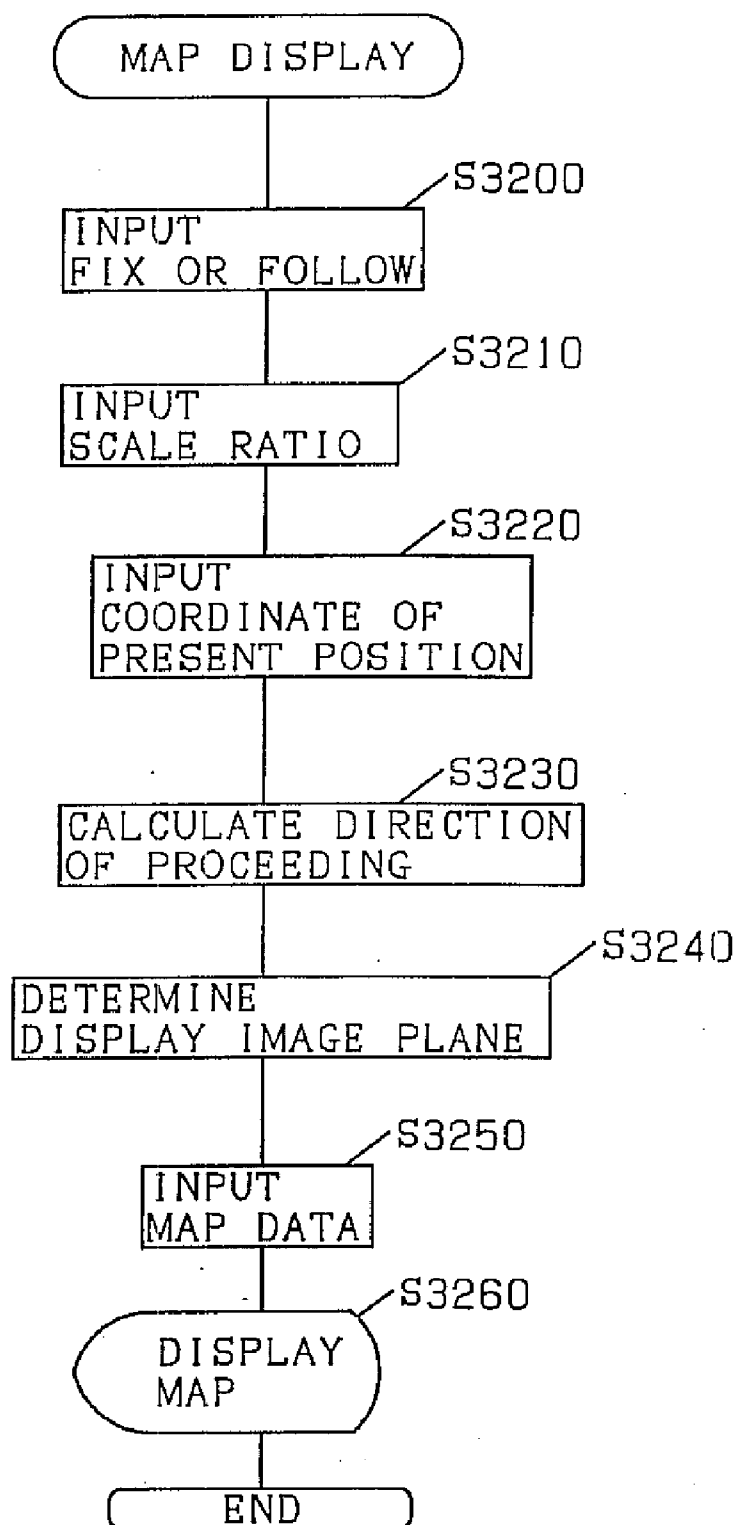 MAP DISPLAY
S3200
INPUT
FIX OR FOLLOW
S3210
INPUT
SCALE RATIO
S3220
INPUT
COORDINATE OF
PRESENT POSITION
S3230
CALCULATE DIRECTION
OF PROCEEDING
S3240
DETERMINE
DISPLAY IMAGE PLANE
S3250
INPUT
MAP DATA
S3260
DISPLAY
MAP
END